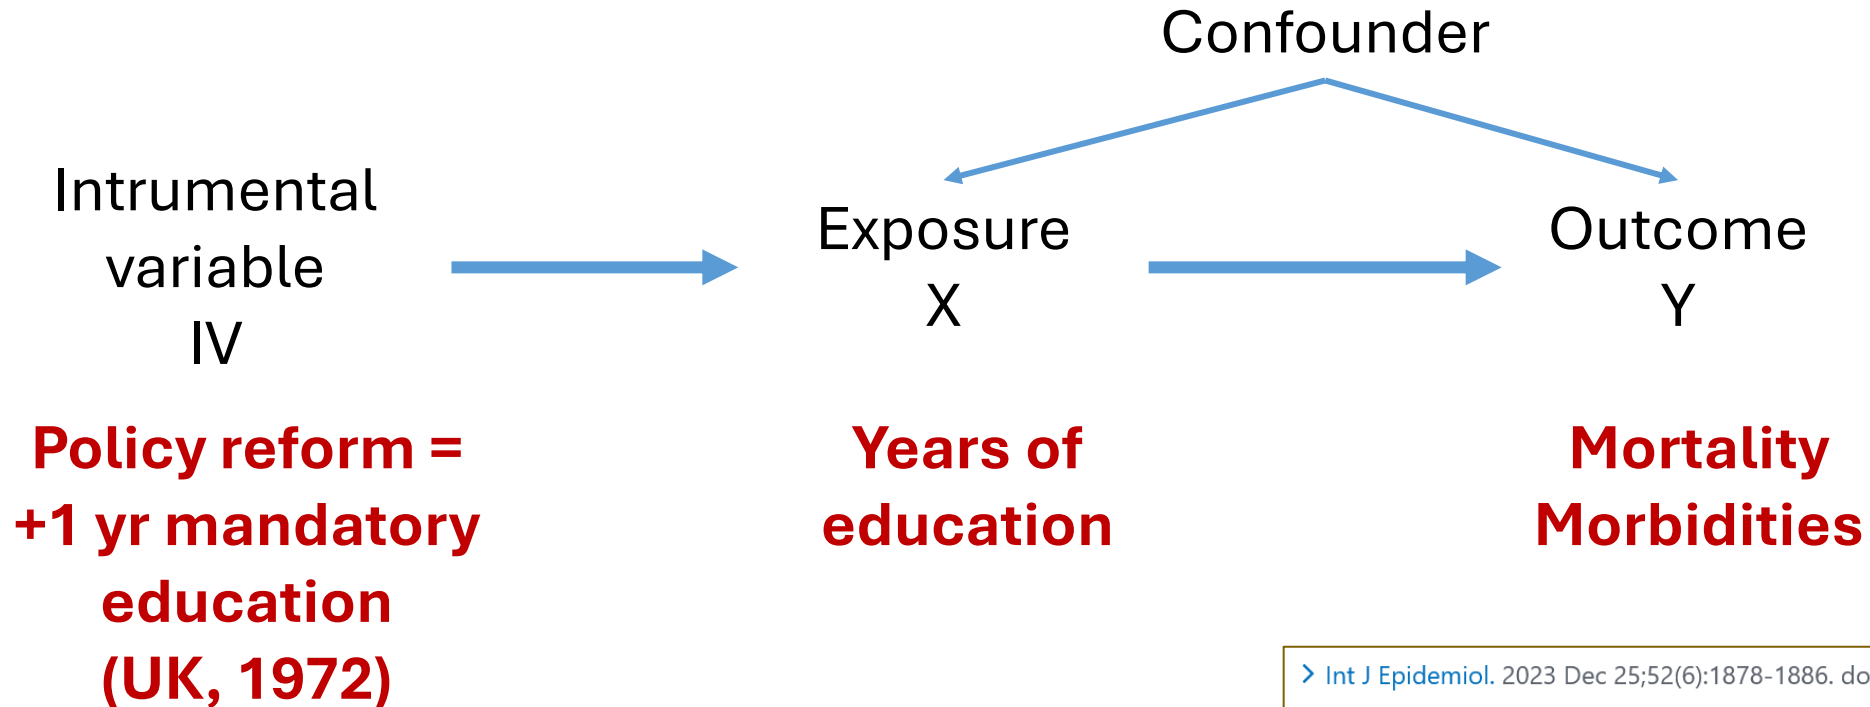 Confounder
Intrumental
variable
IV
Exposure
X
Outcome
Y
Policy reform =
+1 yr mandatory
education
(UK, 1972)
Years of
education
Mortality
Morbidities
> Int J Epidemiol. 2023 Dec 25;52(6):1878-1886. do